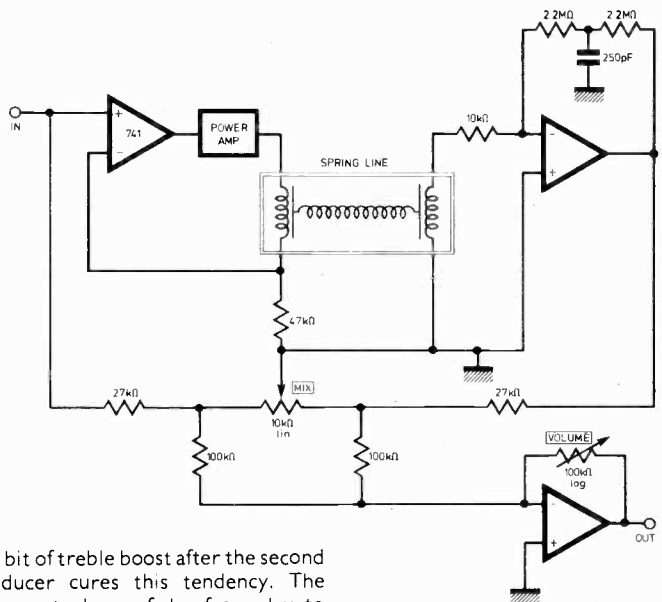 2 2MΩ
2 2MΩ
250pF
IN
+
741
−
POWER
AMP
10kΩ
−
+
SPRING LINE
47kΩ
27kΩ
MIX
10kΩ
lin
27kΩ
100kΩ
100kΩ
VOLUME
100kΩ
log
−
+
OUT
bit of treble boost after the second
ducer cures this tendency. The